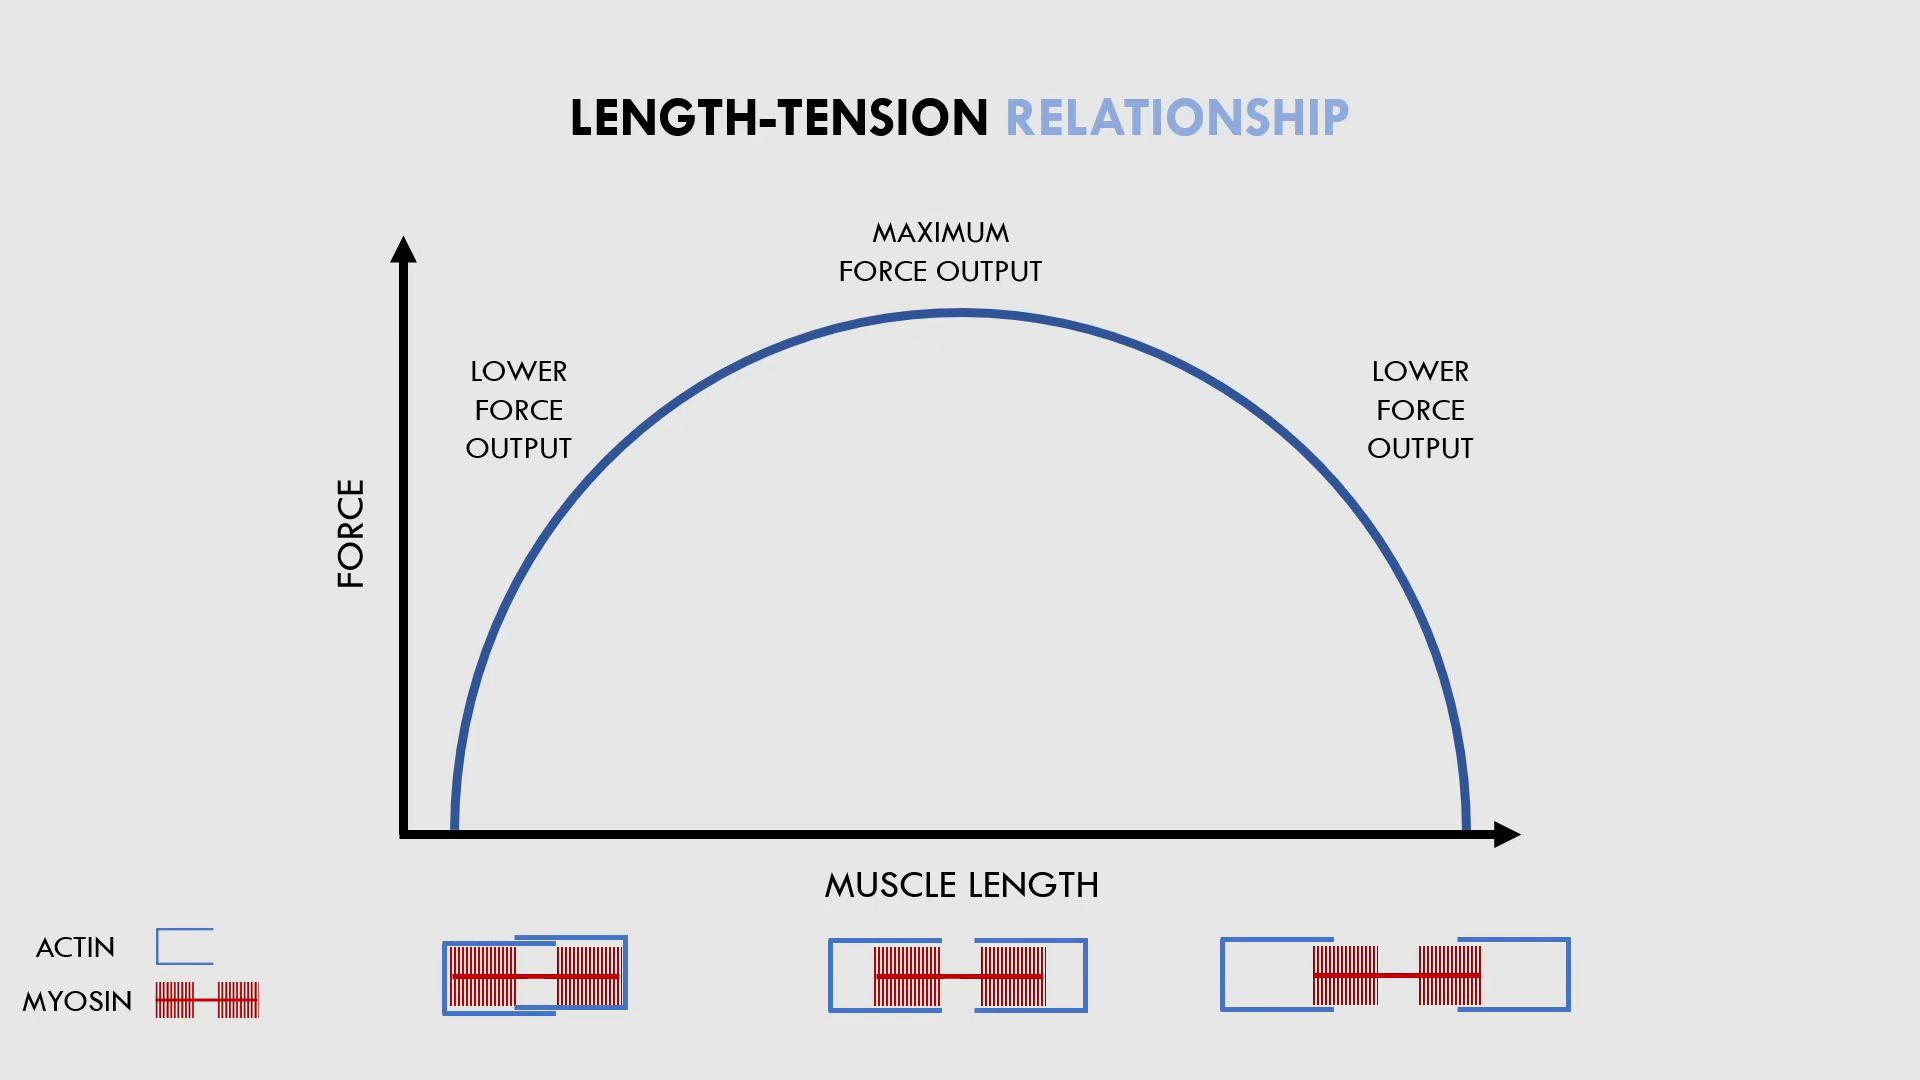 LENGTH-TENSION RELATIONSHIP
MAXIMUM
FORCE OUTPUT
LOWER
FORCE
OUTPUT
LOWER
FORCE
OUTPUT
FORCE
MUSCLE LENGTH
ACTIN
MYOSIN